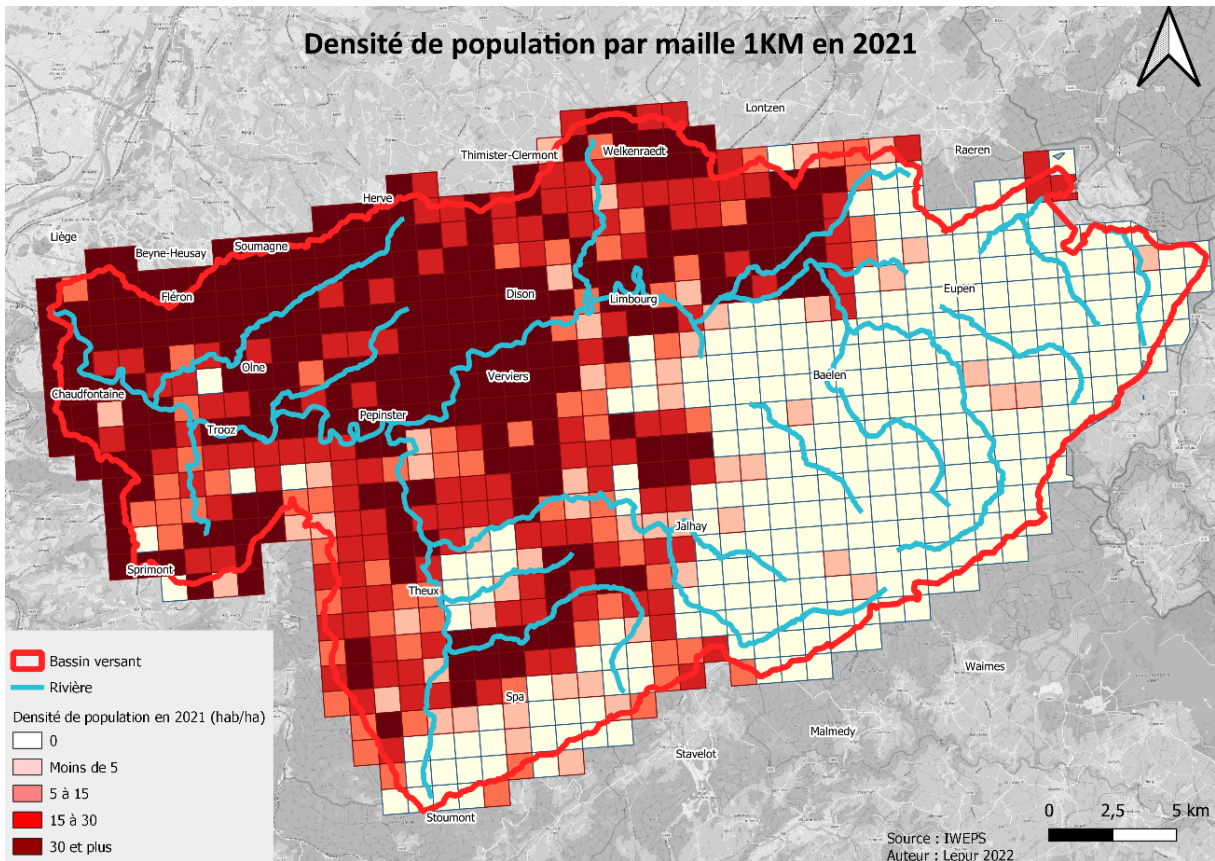 Densité de population par maille 1KM en 2021
Lontzen
Thimister-Clermont
Welkenraedt
Raeren
Herve
Liège
Beyne-Heusay
Soumagne
Fléron
Dison
Limbourg
Eupen
Olne
Verviers
Baelen
Chaudfontaine
Trooz
Pepinster
Jalhay
Sprimont
Theux
Waimes
Spa
Malmedy
Stavelot
Stoumont
Bassin versant
Rivière
Densité de population en 2021 (hab/ha)
0
Moins de 5
5 à 15
15 à 30
30 et plus
0 2,5 5 km
Source : IWEPS
Auteur : Lepur 2022